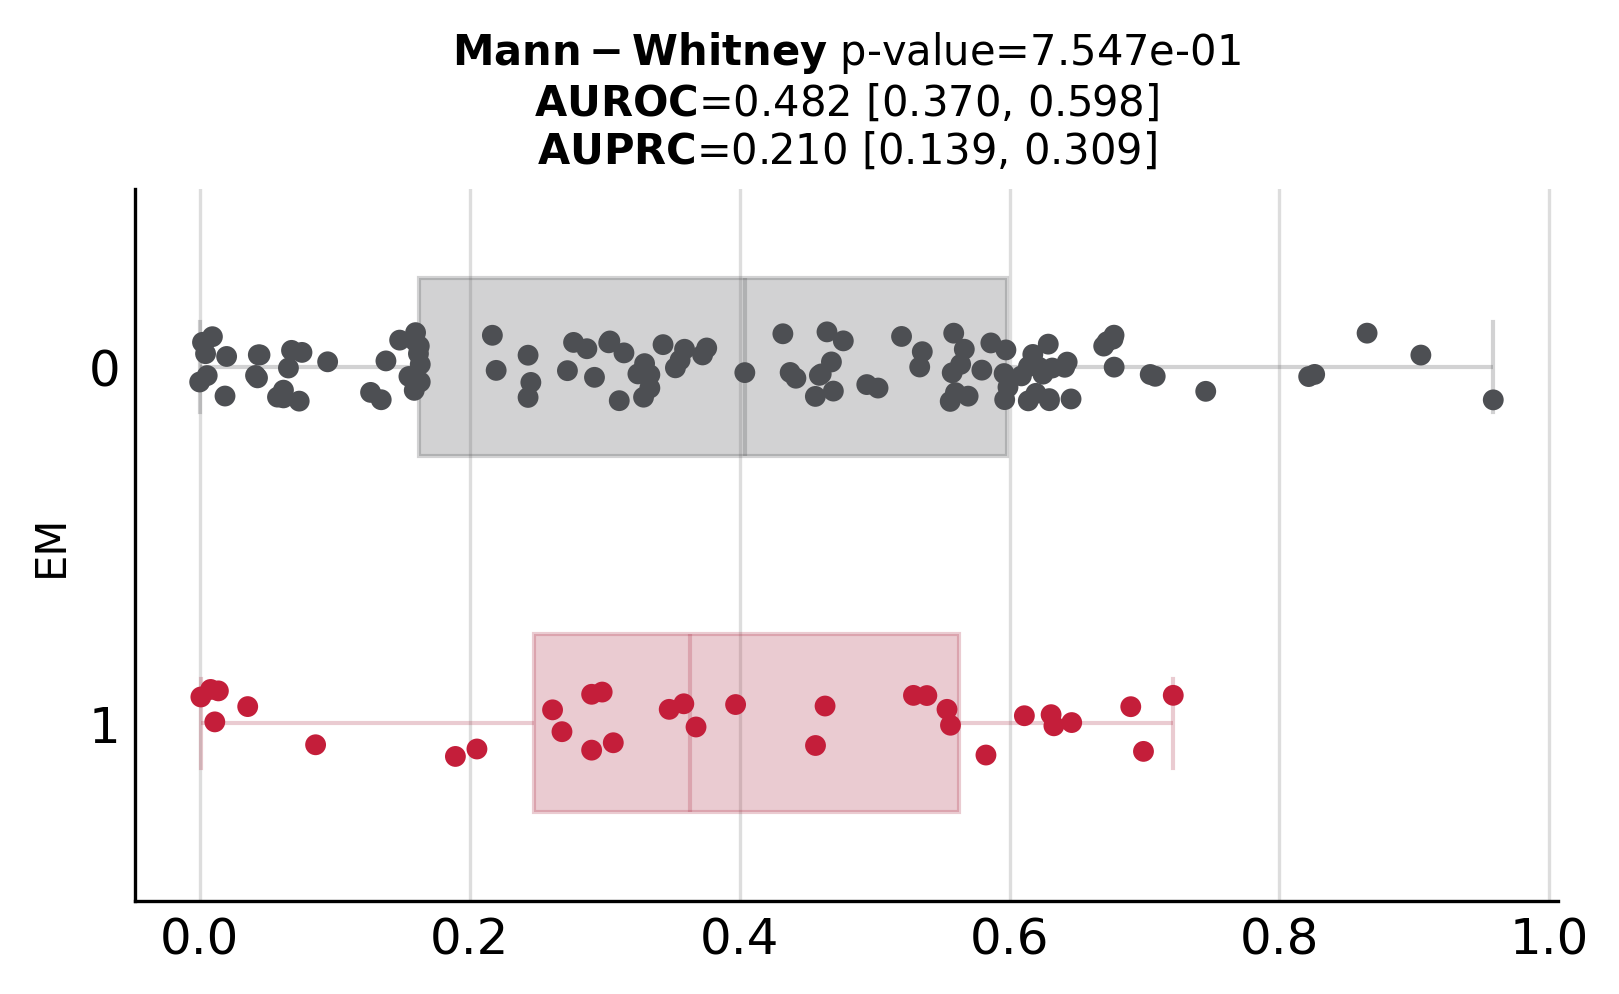 Mann−Whitney p-value=7.547e-01
AUROC=0.482 [0.370, 0.598]
AUPRC=0.210 [0.139, 0.309]
0
EM
1
0.0 0.2 0.4 0.6 0.8 1.0